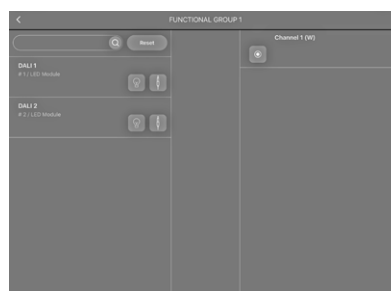 FUNCTIONAL GROUP 1
Reset
Channel 1 (W)
DALI 1
# 1 / LED Module
DALI 2
# 2 / LED Module